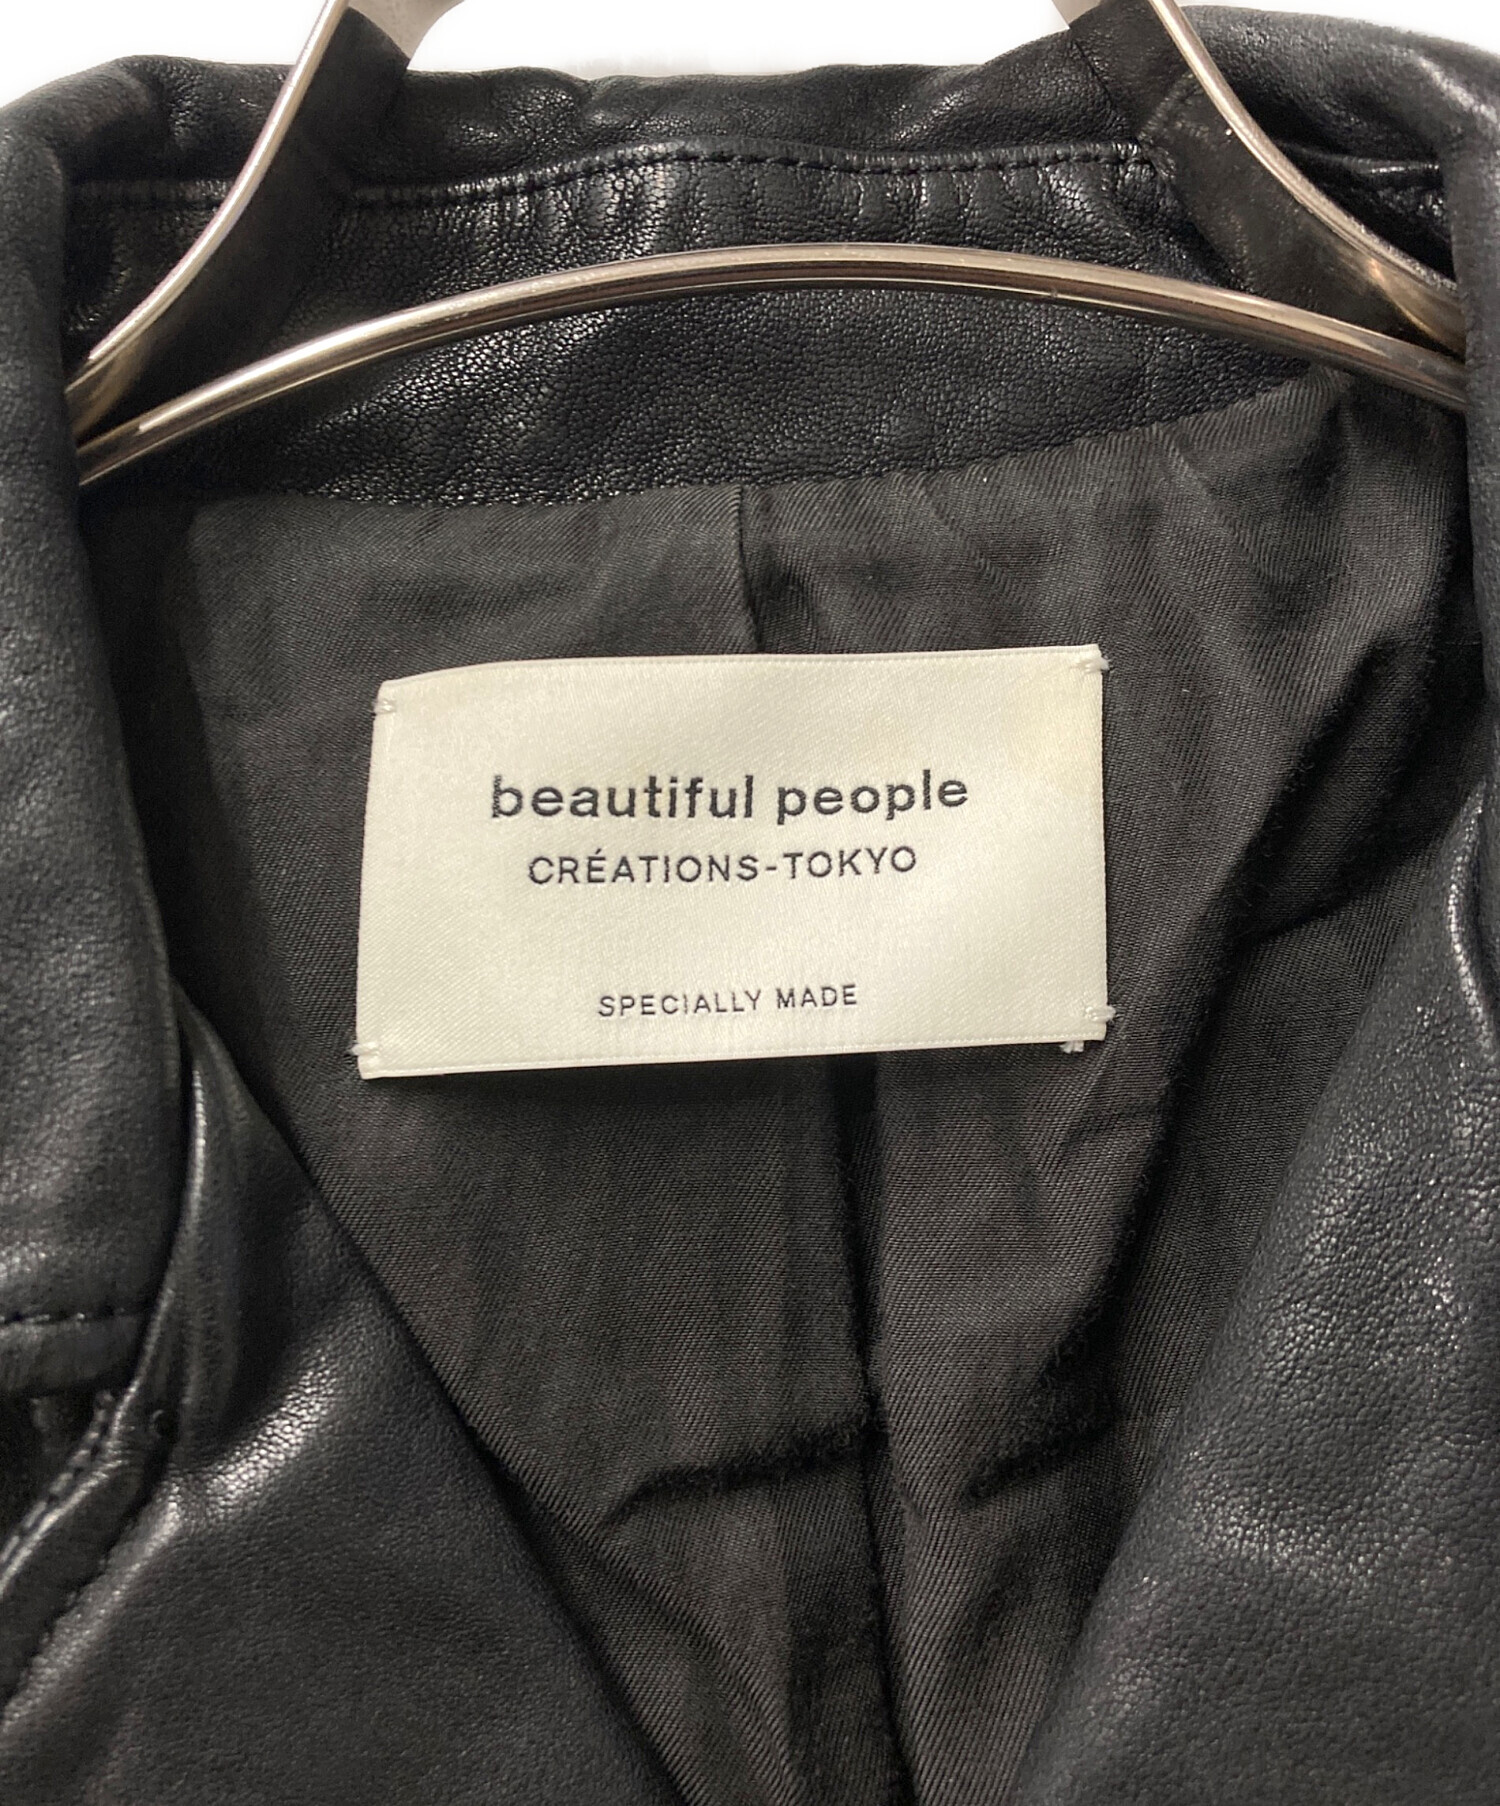 beautiful people
CRÉATIONS-TOKYO
SPECIALLY MADE